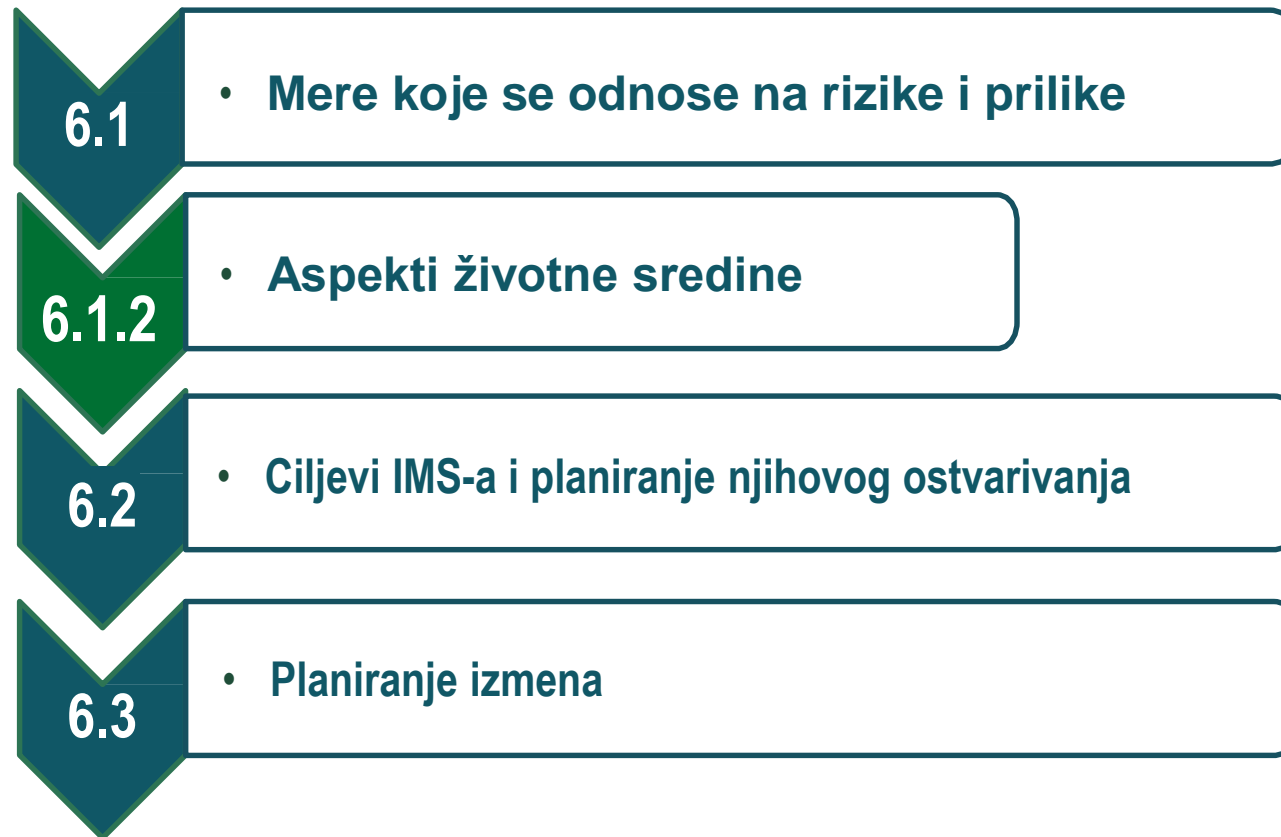 6.1
• Mere koje se odnose na rizike i prilike
6.1.2
• Aspekti životne sredine
6.2
• Ciljevi IMS-a i planiranje njihovog ostvarivanja
6.3
• Planiranje izmena